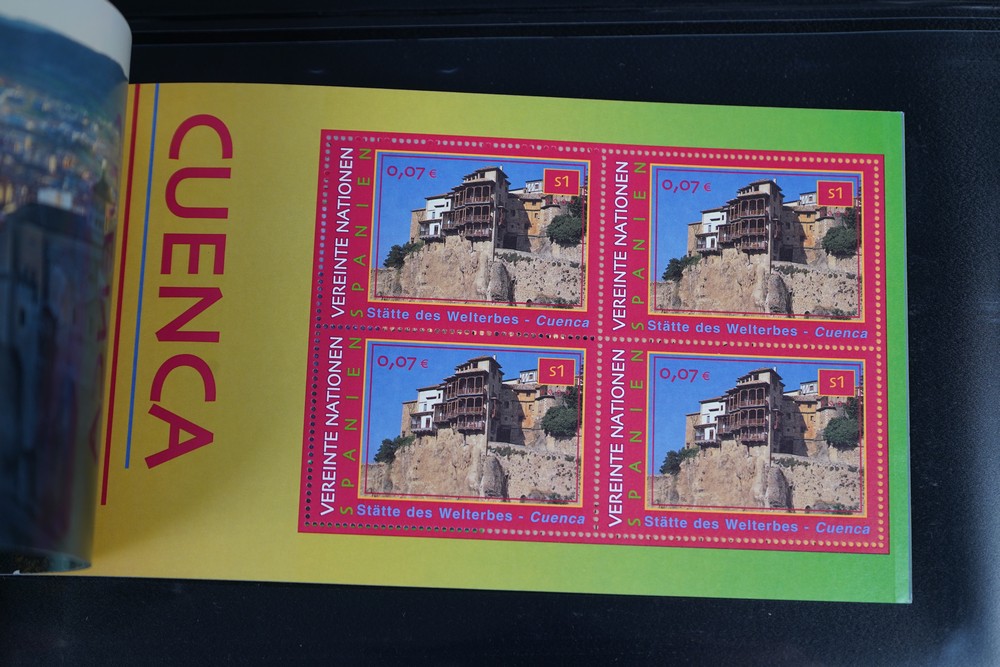 CUENCA
VEREINTE NATIONEN
SPANIEN
0,07 €
S1
Stätte des Welterbes - Cuenca
VEREINTE NATIONEN
SPANIEN
0,07 €
S1
Stätte des Welterbes - Cuenca
VEREINTE NATIONEN
SPANIEN
0,07 €
S1
Stätte des Welterbes - Cuenca
VEREINTE NATIONEN
SPANIEN
0,07 €
S1
Stätte des Welterbes - Cuenca